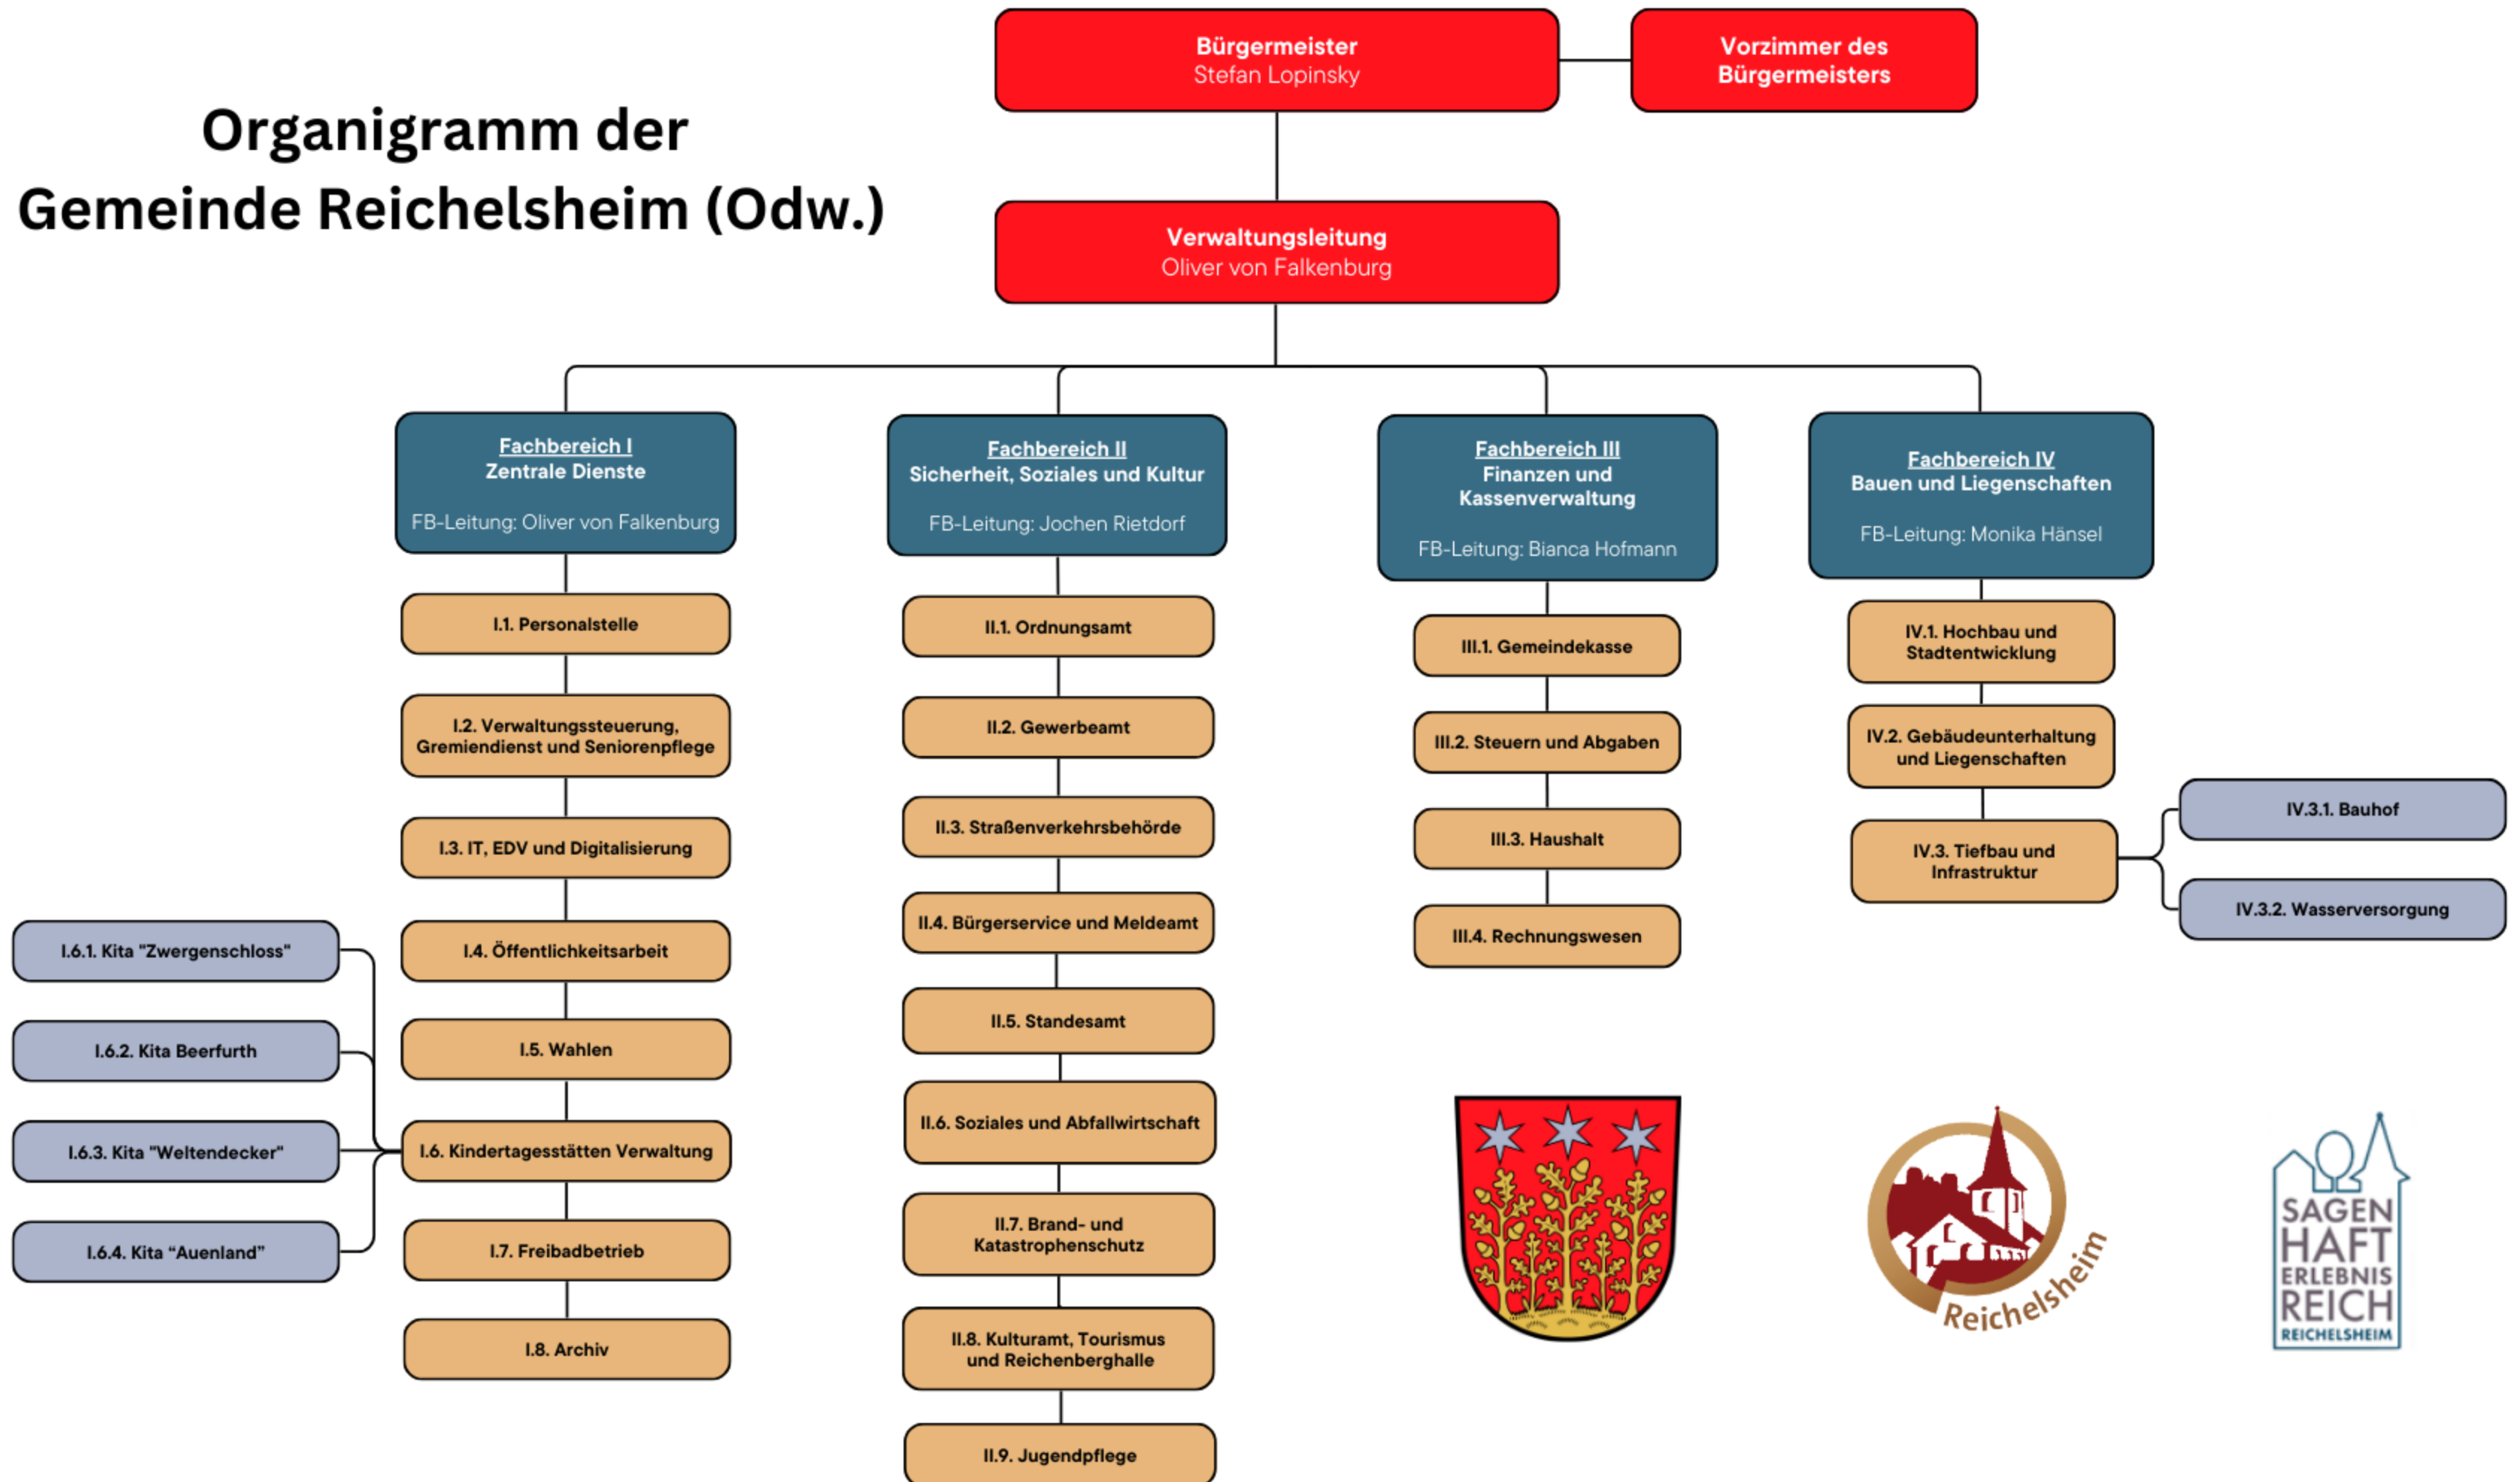 Organigramm der
Gemeinde Reichelsheim (Odw.)
Bürgermeister
Stefan Lopinsky
Vorzimmer des
Bürgermeisters
Verwaltungsleitung
Oliver von Falkenburg
Fachbereich I
Zentrale Dienste
FB-Leitung: Oliver von Falkenburg
I.1. Personalstelle
I.2. Verwaltungssteuerung,
Gremiendienst und Seniorenpflege
I.3. IT, EDV und Digitalisierung
I.4. Öffentlichkeitsarbeit
I.5. Wahlen
I.6. Kindertagesstätten Verwaltung
I.6.1. Kita "Zwergenschloss"
I.6.2. Kita Beerfurth
I.6.3. Kita "Weltendecker"
I.6.4. Kita “Auenland”
I.7. Freibadbetrieb
I.8. Archiv
Fachbereich II
Sicherheit, Soziales und Kultur
FB-Leitung: Jochen Rietdorf
II.1. Ordnungsamt
II.2. Gewerbeamt
II.3. Straßenverkehrsbehörde
II.4. Bürgerservice und Meldeamt
II.5. Standesamt
II.6. Soziales und Abfallwirtschaft
II.7. Brand- und
Katastrophenschutz
II.8. Kulturamt, Tourismus
und Reichenberghalle
II.9. Jugendpflege
Fachbereich III
Finanzen und
Kassenverwaltung
FB-Leitung: Bianca Hofmann
III.1. Gemeindekasse
III.2. Steuern und Abgaben
III.3. Haushalt
III.4. Rechnungswesen
Fachbereich IV
Bauen und Liegenschaften
FB-Leitung: Monika Hänsel
IV.1. Hochbau und
Stadtentwicklung
IV.2. Gebäudeunterhaltung
und Liegenschaften
IV.3. Tiefbau und
Infrastruktur
IV.3.1. Bauhof
IV.3.2. Wasserversorgung
Reichelsheim
SAGEN
HAFT
ERLEBNIS
REICH
REICHELSHEIM